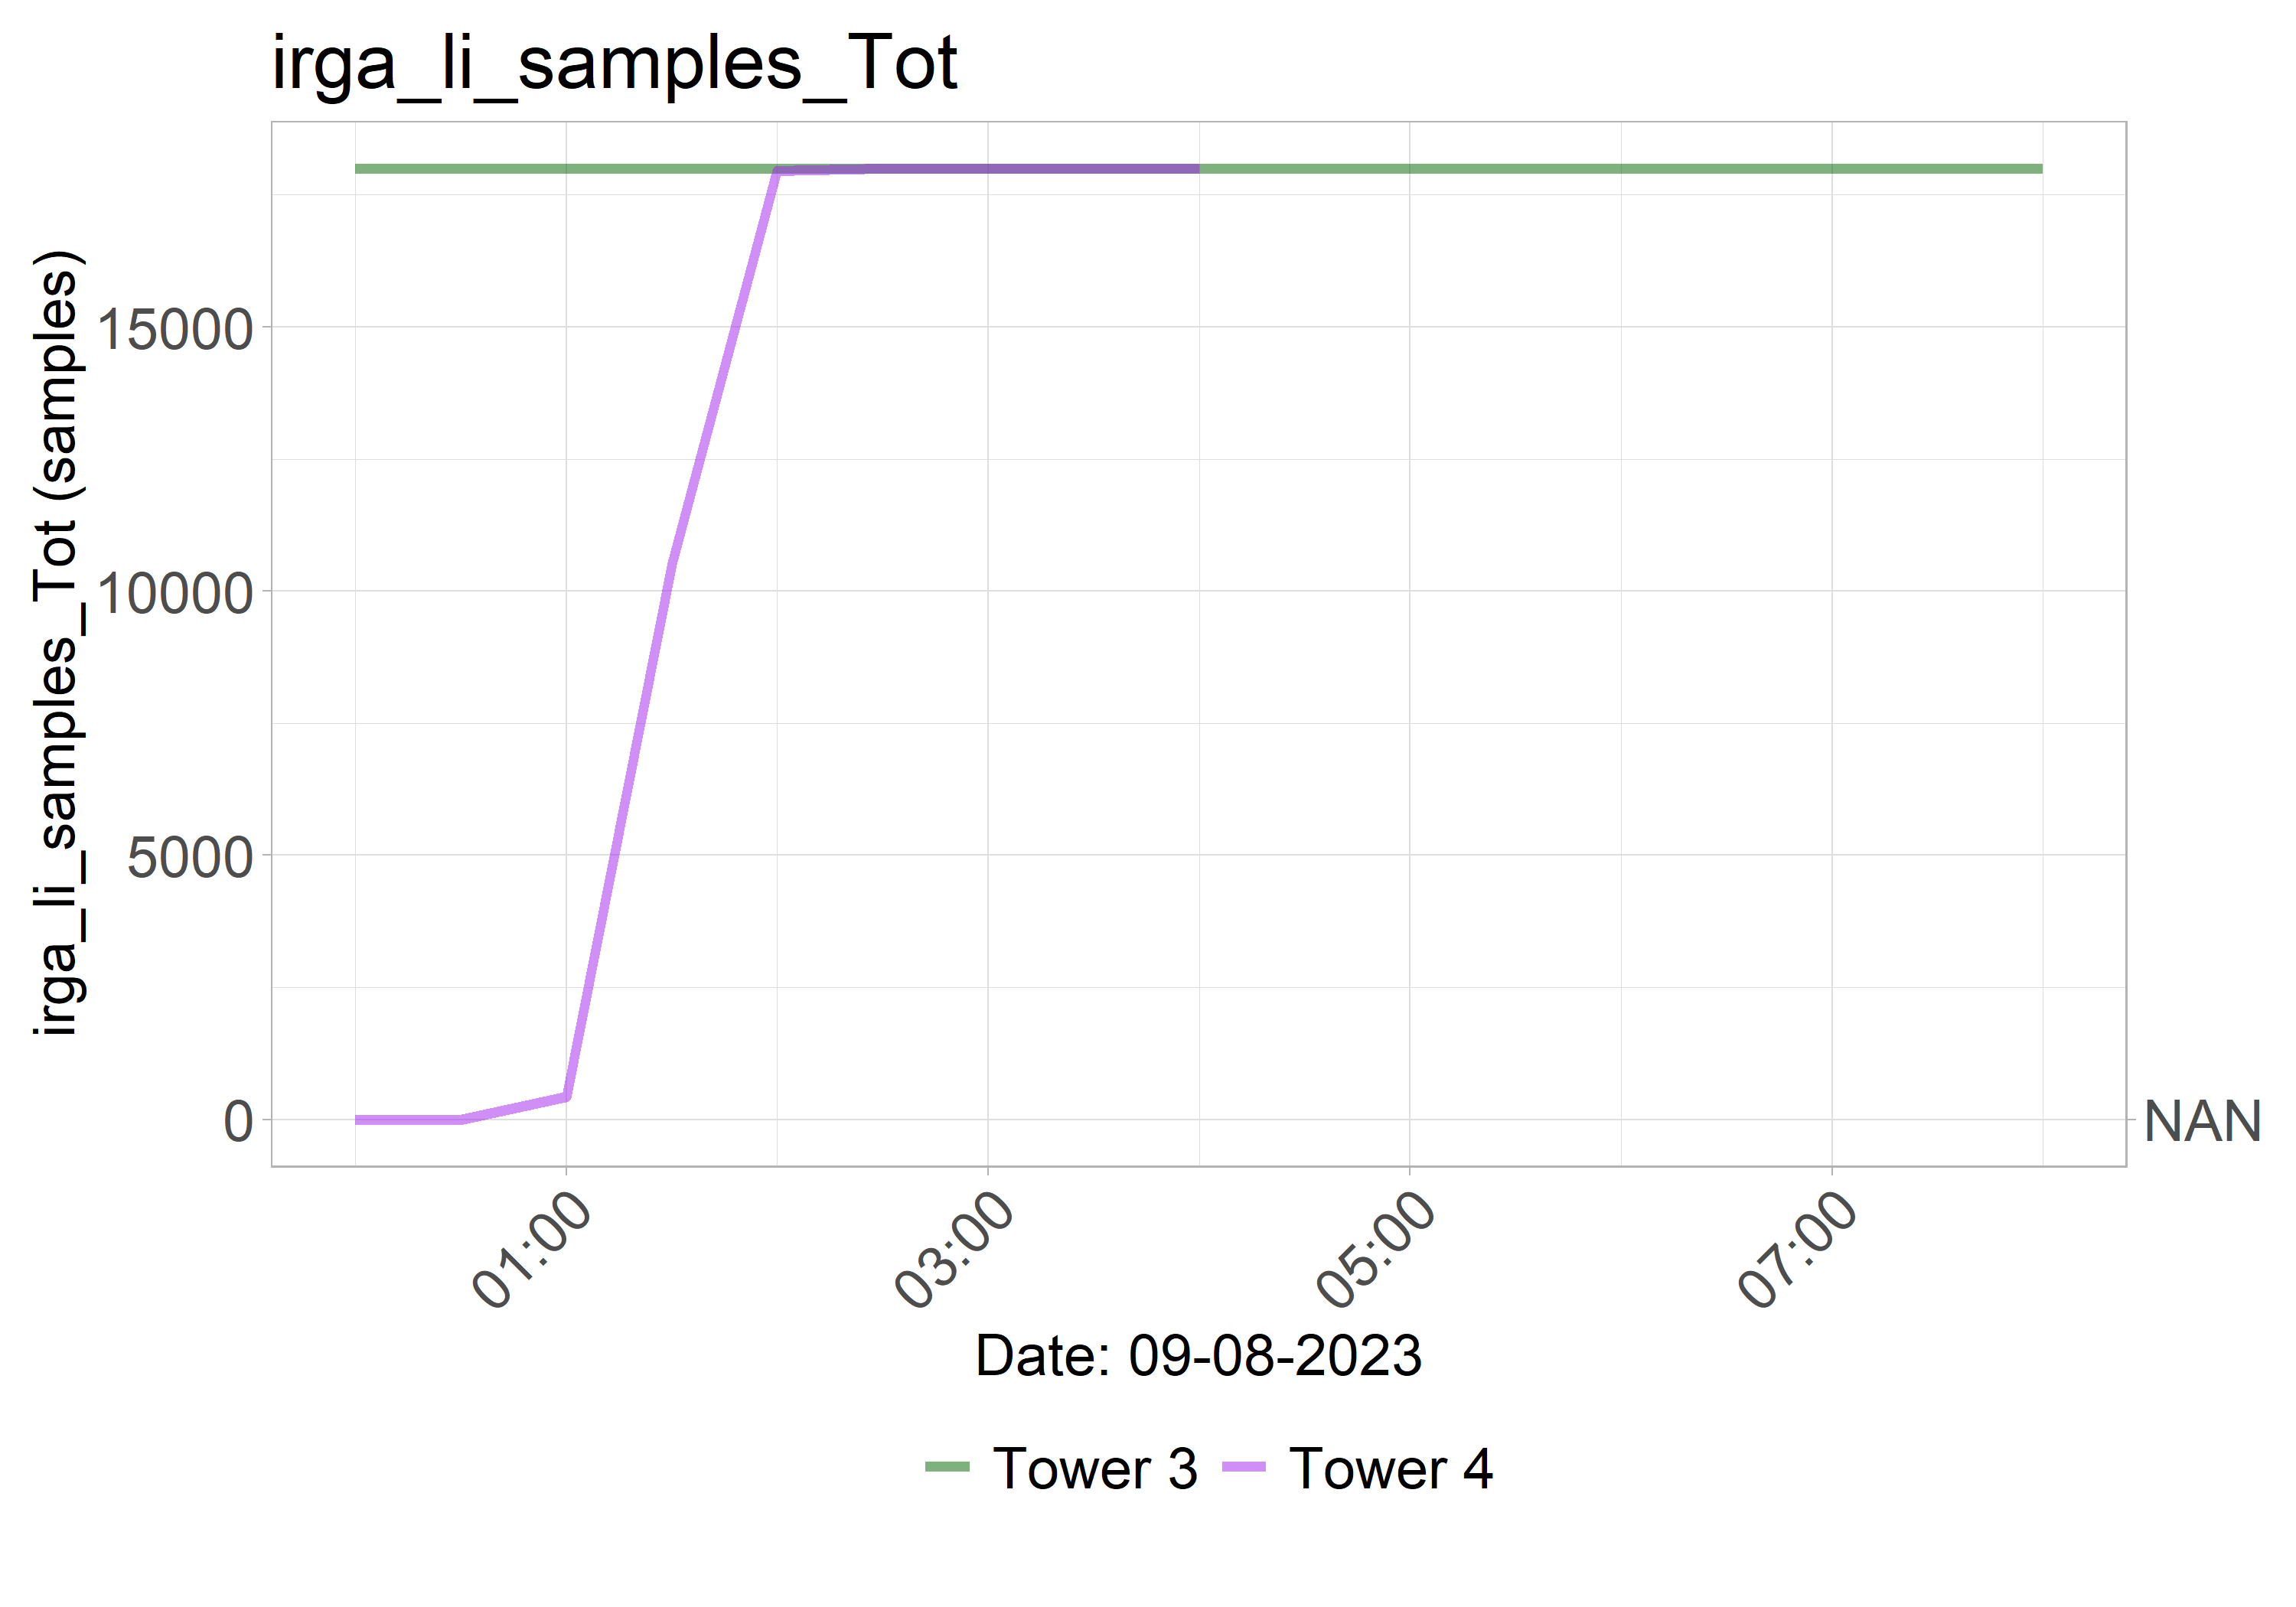 irga_li_samples_Tot
irga_li_samples_Tot (samples)
15000
10000
5000
0
NAN
01:00
03:00
05:00
07:00
Date: 09-08-2023
Tower 3
Tower 4